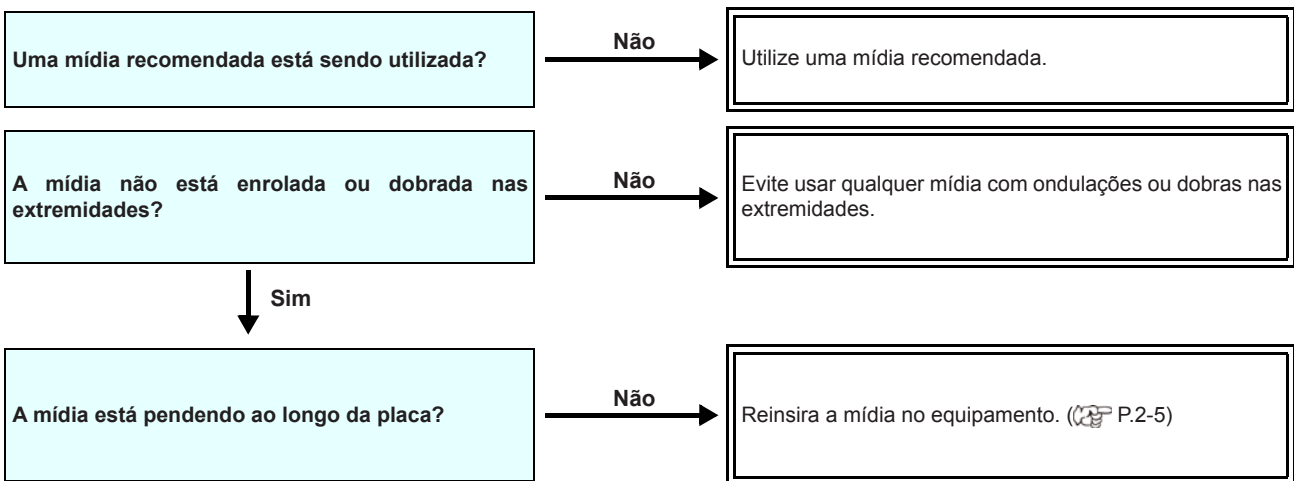 Uma mídia recomendada está sendo utilizada?
Não
Utilize uma mídia recomendada.
A mídia não está enrolada ou dobrada nas
extremidades?
Não
Evite usar qualquer mídia com ondulações ou dobras nas
extremidades.
Sim
A mídia está pendendo ao longo da placa?
Não
Reinsira a mídia no equipamento. ( P.2-5)